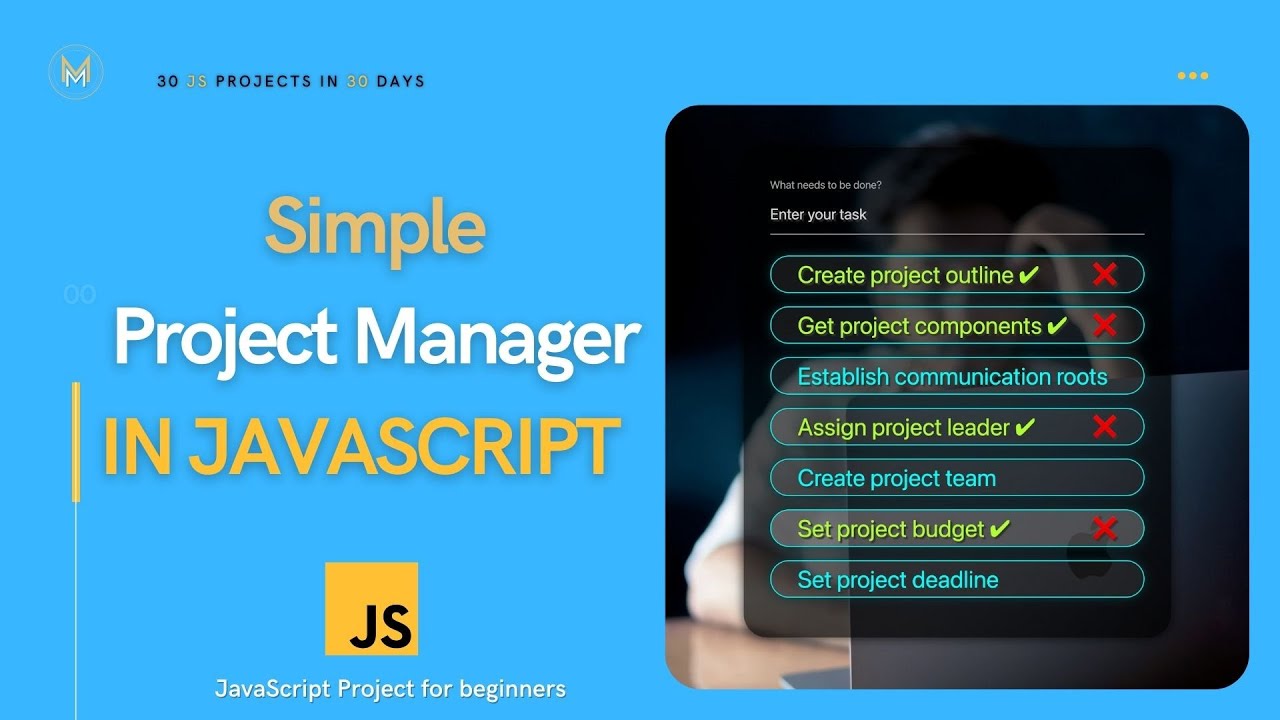 M
30 JS PROJECTS IN 30 DAYS
Simple
00
Project Manager
IN JAVASCRIPT
JS
JavaScript Project for beginners
What needs to be done?
Enter your task
Create project outline ✔ ❌
Get project components ✔ ❌
Establish communication roots
Assign project leader ✔ ❌
Create project team
Set project budget ✔ ❌
Set project deadline